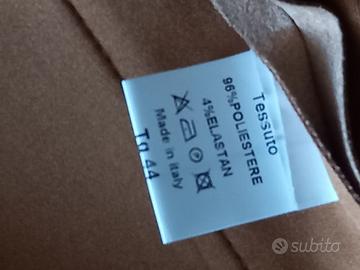 Tessuto
96%POLIESTERE
4%ELASTAN
Made in italy
Tg 44
subito